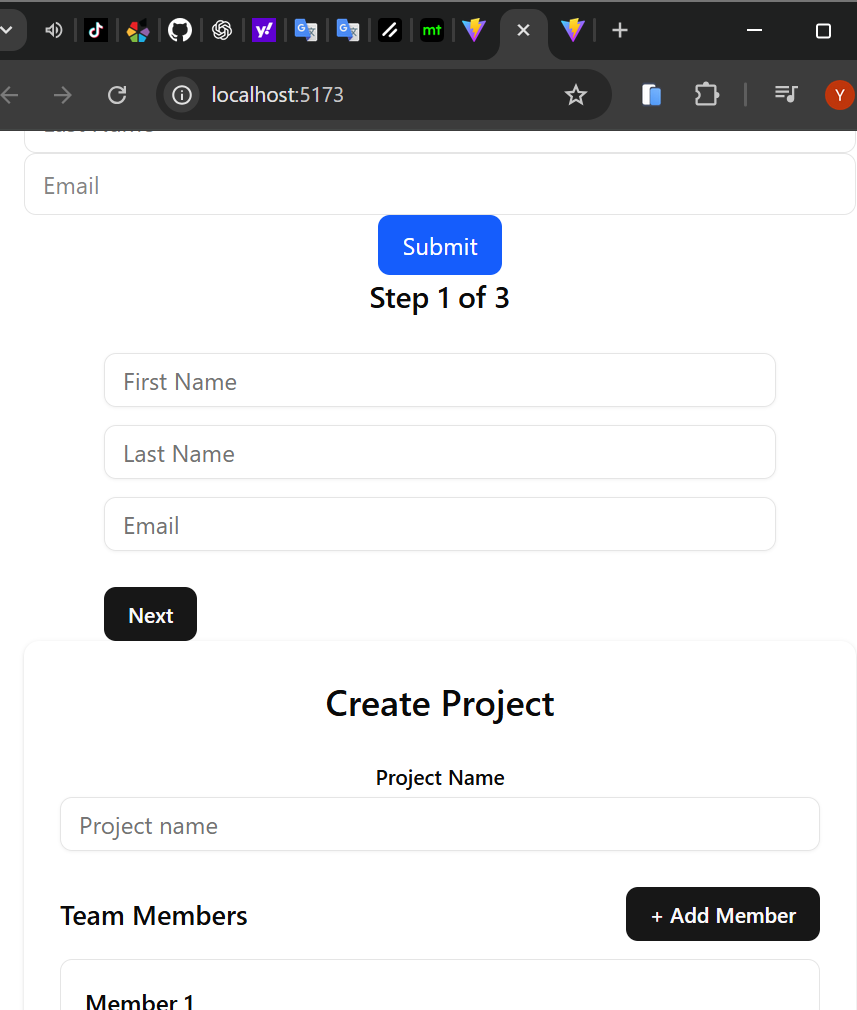 y!
G
G
mt
localhost:5173
Y
Email
Submit
Step 1 of 3
First Name
Last Name
Email
Next
Create Project
Project Name
Project name
Team Members
+ Add Member
Member 1